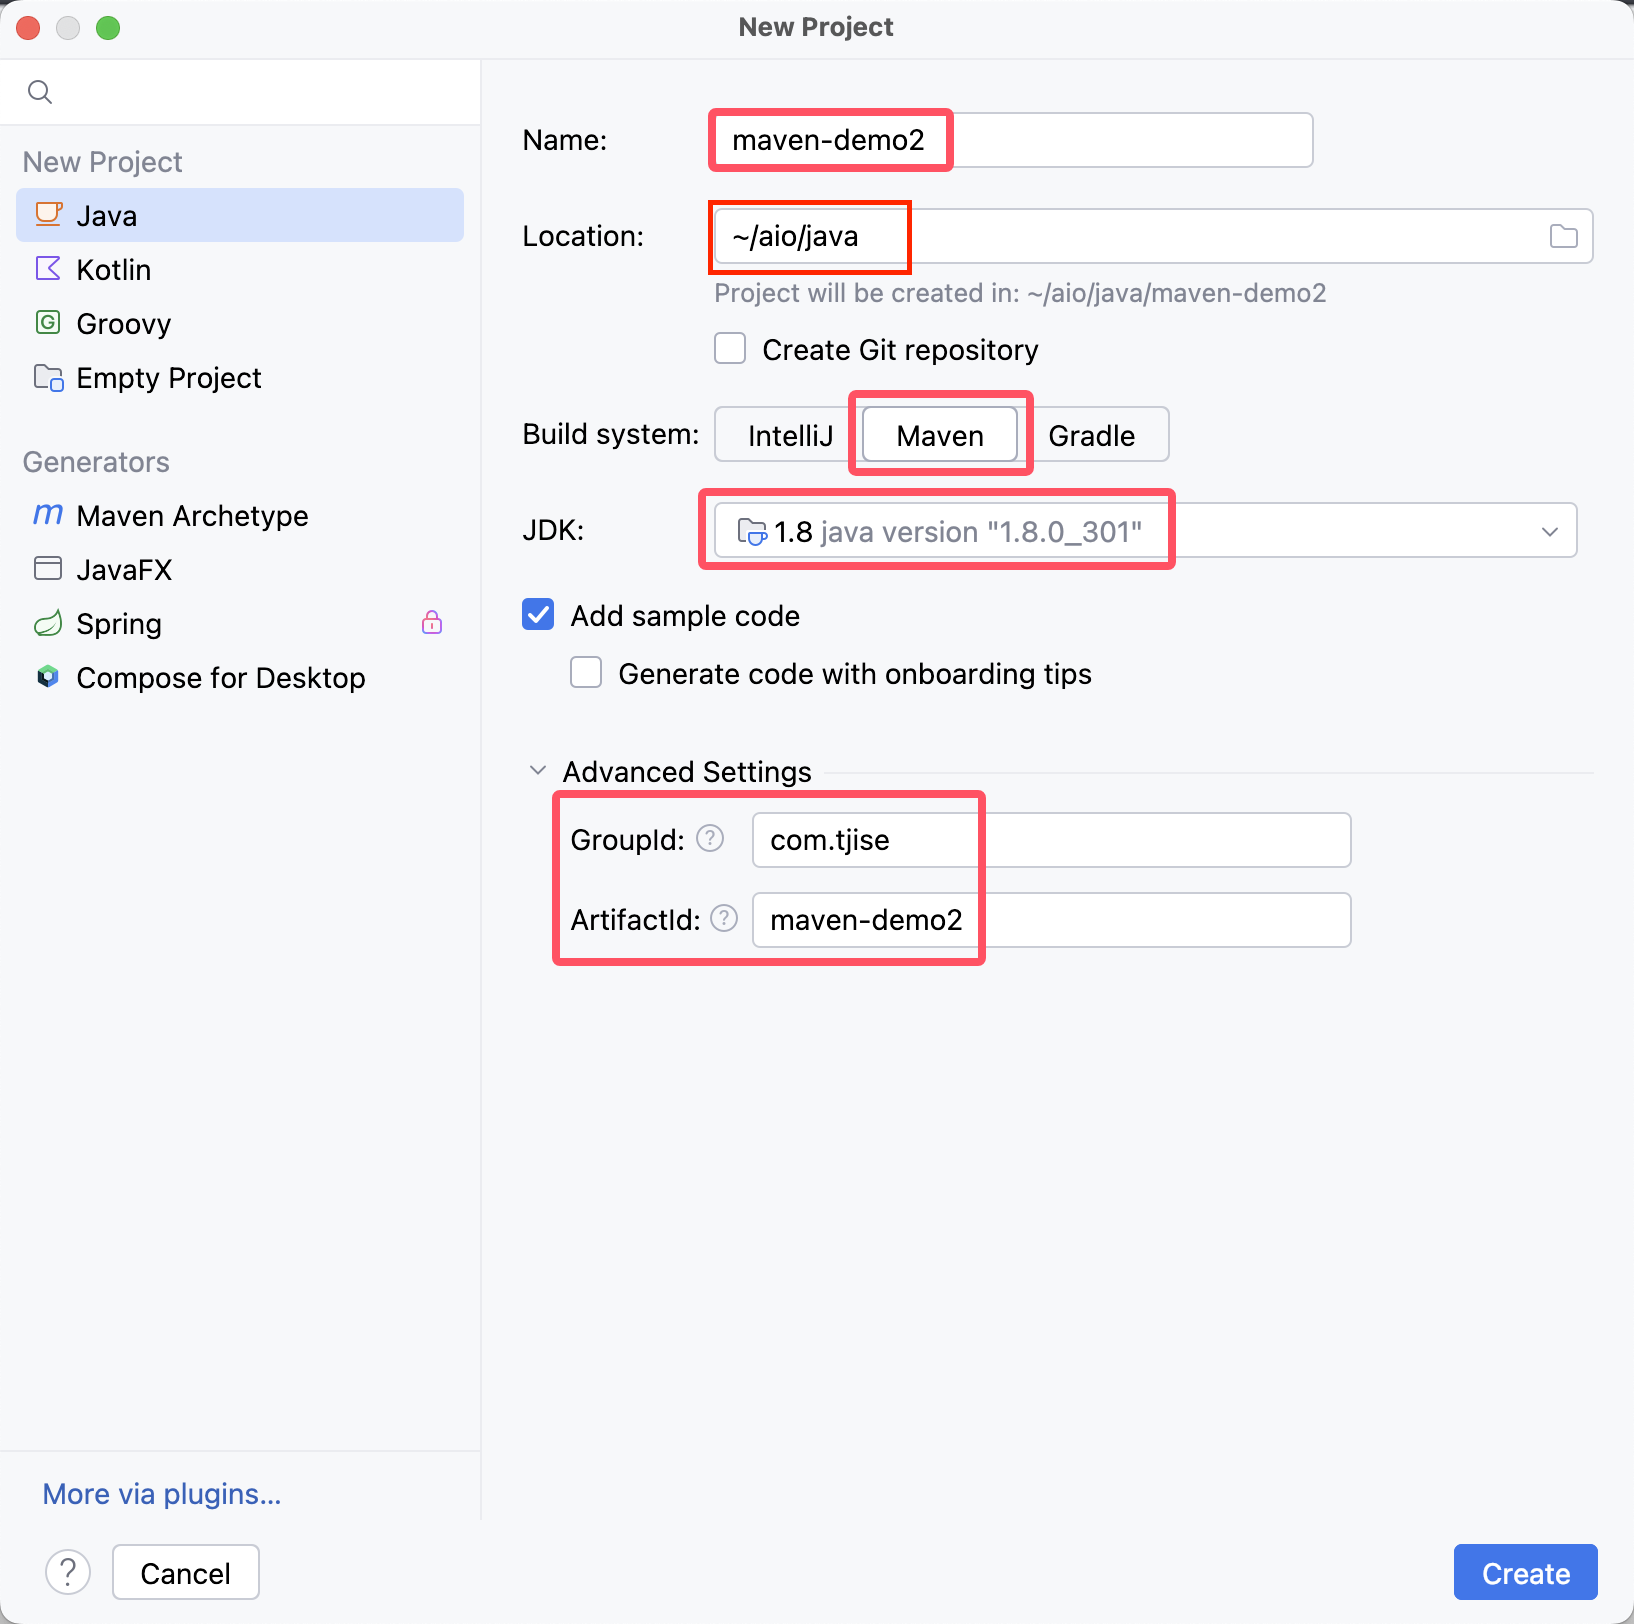 New Project
New Project
Java
Kotlin
Groovy
Empty Project
Generators
Maven Archetype
JavaFX
Spring
Compose for Desktop
More via plugins...
Name: maven-demo2
Location: ~/aio/java
Project will be created in: ~/aio/java/maven-demo2
Create Git repository
Build system: IntelliJ Maven Gradle
JDK: 1.8 java version "1.8.0_301"
Add sample code
Generate code with onboarding tips
Advanced Settings
GroupId: ? com.tjise
ArtifactId: ? maven-demo2
? Cancel Create